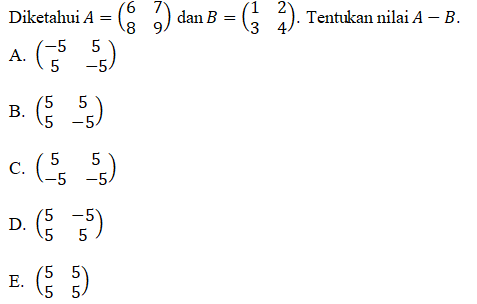 Diketahui A = (6 7 8 9) dan B = (1 2 3 4). Tentukan nilai A − B.
A. (−5 5 5 −5)
B. (5 5 5 −5)
C. (5 5 −5 −5)
D. (5 −5 5 5)
E. (5 5 5 5)